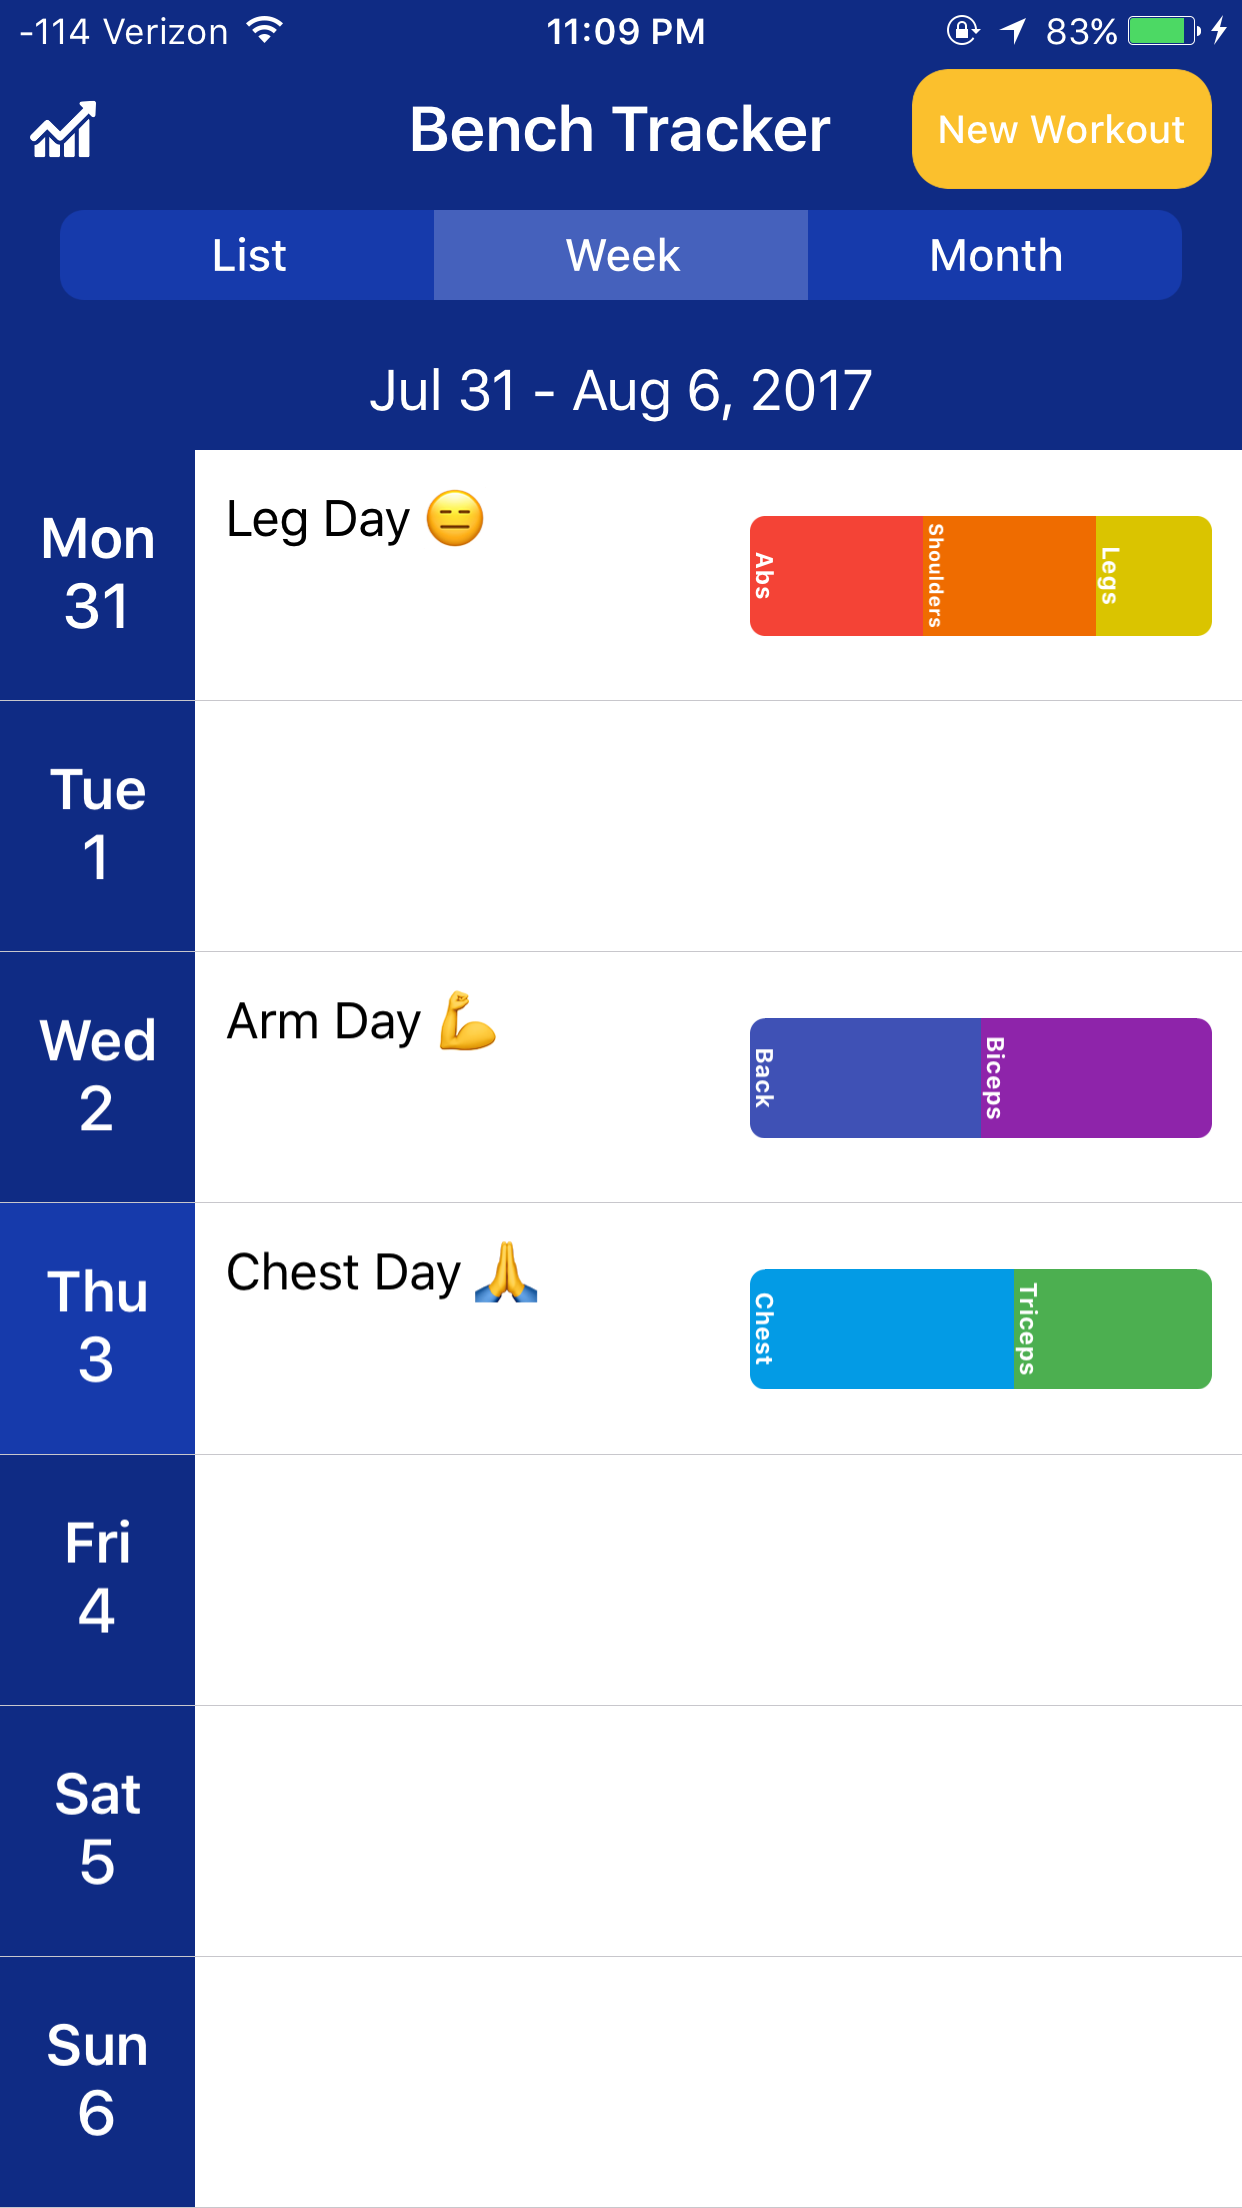 -114 Verizon 11:09 PM 83%
Bench Tracker New Workout
List Week Month
Jul 31 - Aug 6, 2017
Mon
31
Leg Day 😑
Abs Shoulders Legs
Tue
1
Wed
2
Arm Day 💪
Back Biceps
Thu
3
Chest Day 🙏
Chest Triceps
Fri
4
Sat
5
Sun
6